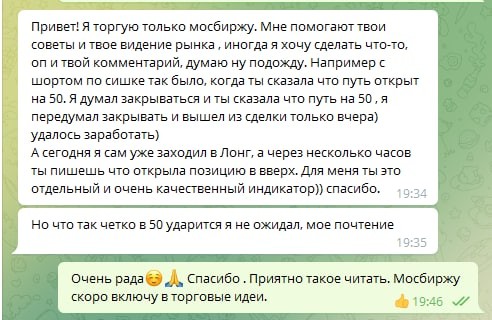 Привет! Я торгую только мосбиржу. Мне помогают твои
советы и твое видение рынка , иногда я хочу сделать что-то,
оп и твой комментарий, думаю ну подожду. Например с
шортом по сишке так было, когда ты сказала что путь открыт
на 50. Я думал закрываться и ты сказала что путь на 50 , я
передумал закрывать и вышел из сделки только вчера)
удалось заработать)
А сегодня я сам уже заходил в Лонг, а через несколько часов
ты пишешь что открыла позицию в вверх. Для меня ты это
отдельный и очень качественный индикатор)) спасибо. 19:34
Но что так четко в 50 ударится я не ожидал, мое почтение
19:35
Очень рада☺️🙏 Спасибо . Приятно такое читать. Мосбиржу
скоро включу в торговые идеи. 👍 19:46